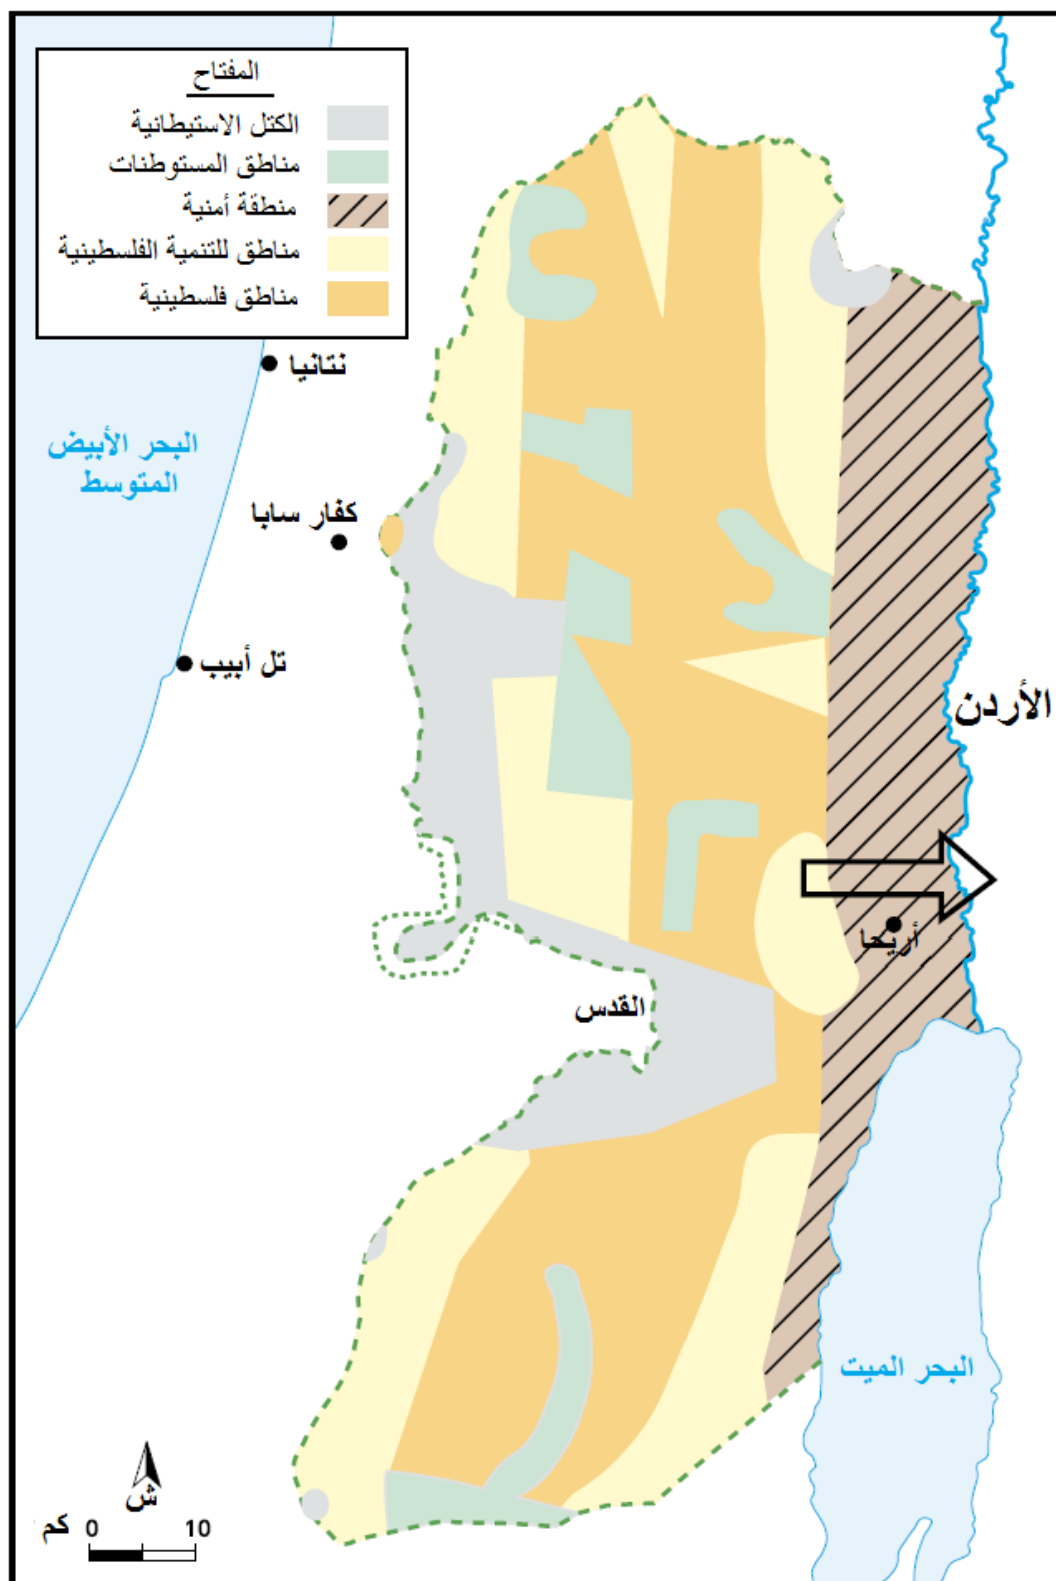 المفتاح
الكتل الاستيطانية
مناطق المستوطنات
منطقة أمنية
مناطق للتنمية الفلسطينية
مناطق فلسطينية
نتانيا
البحر الأبيض
المتوسط
كفار سابا
تل أبيب
الأردن
أريحا
القدس
البحر الميت
ش
كم 0 10